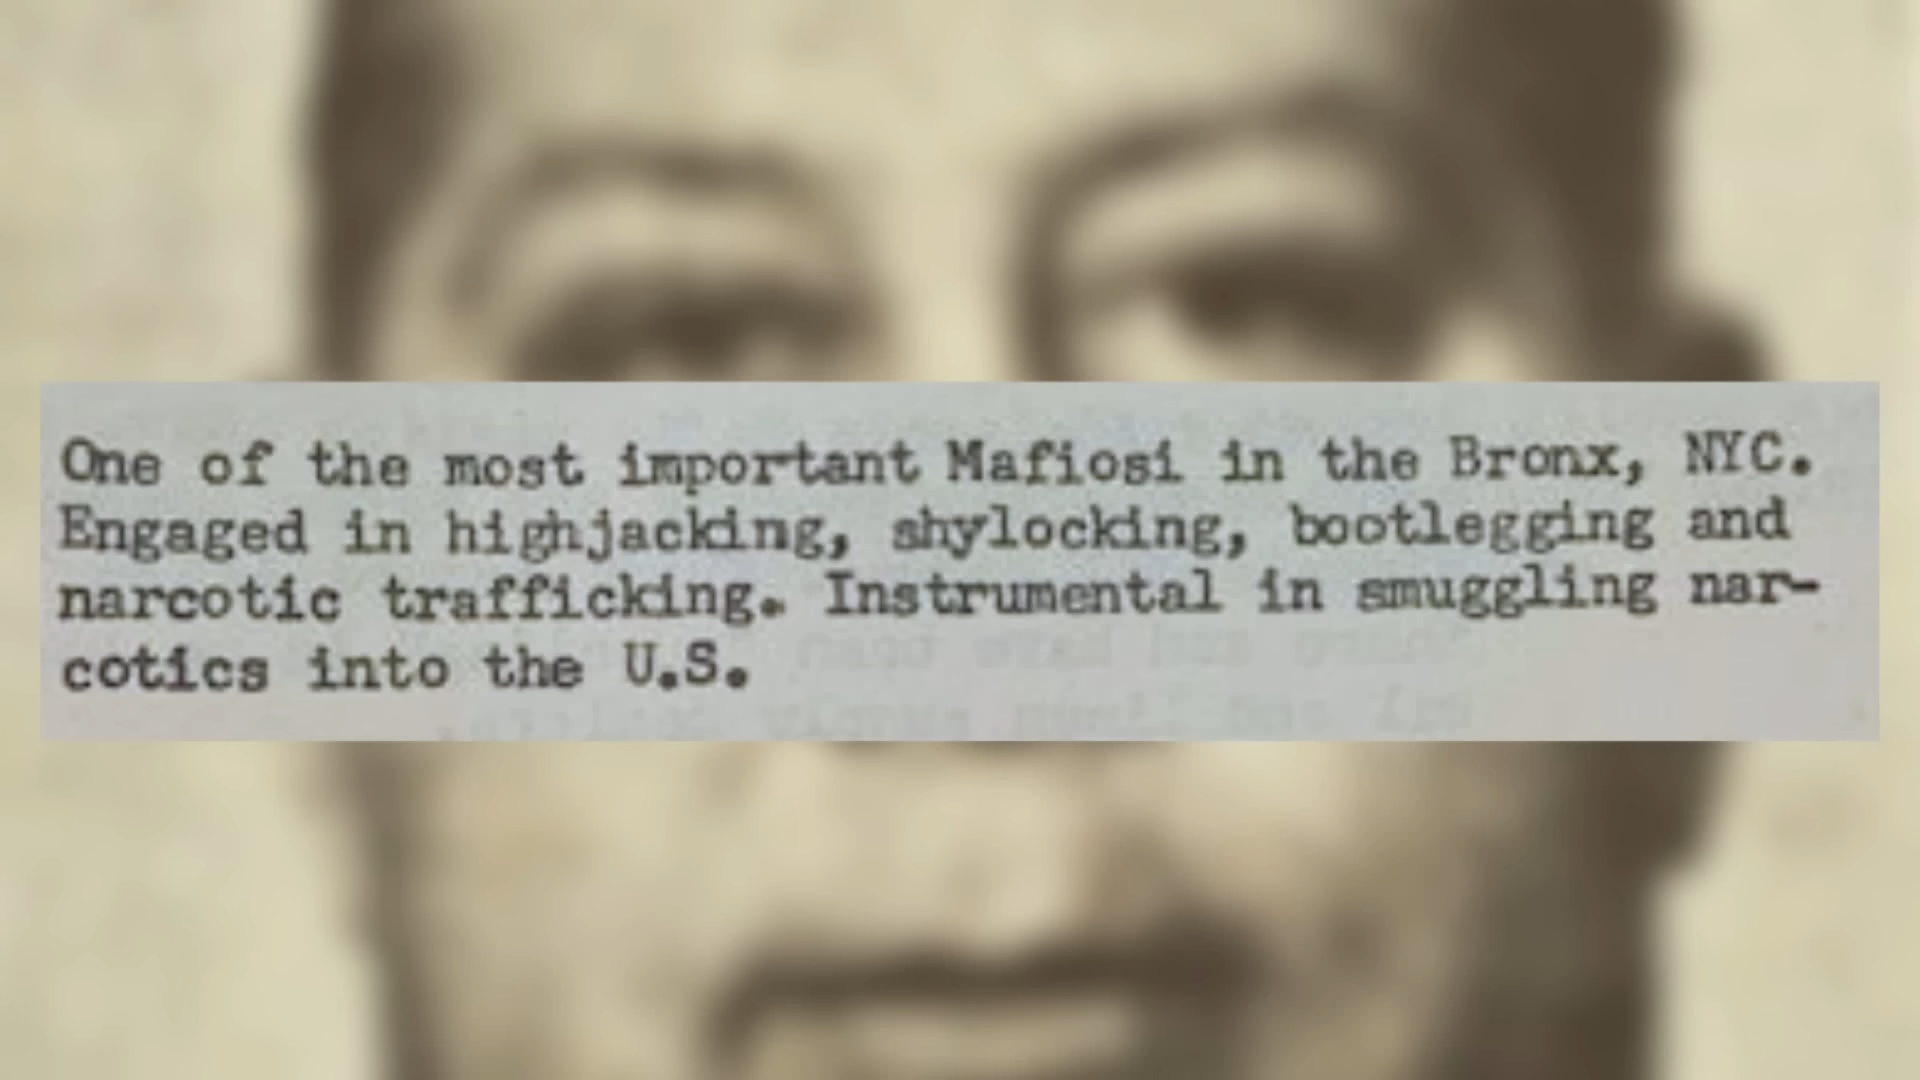 One of the most important Mafiosi in the Bronx, NYC.
Engaged in highjacking, shylocking, bootlegging and
narcotic trafficking. Instrumental in smuggling nar-
cotics into the U.S.